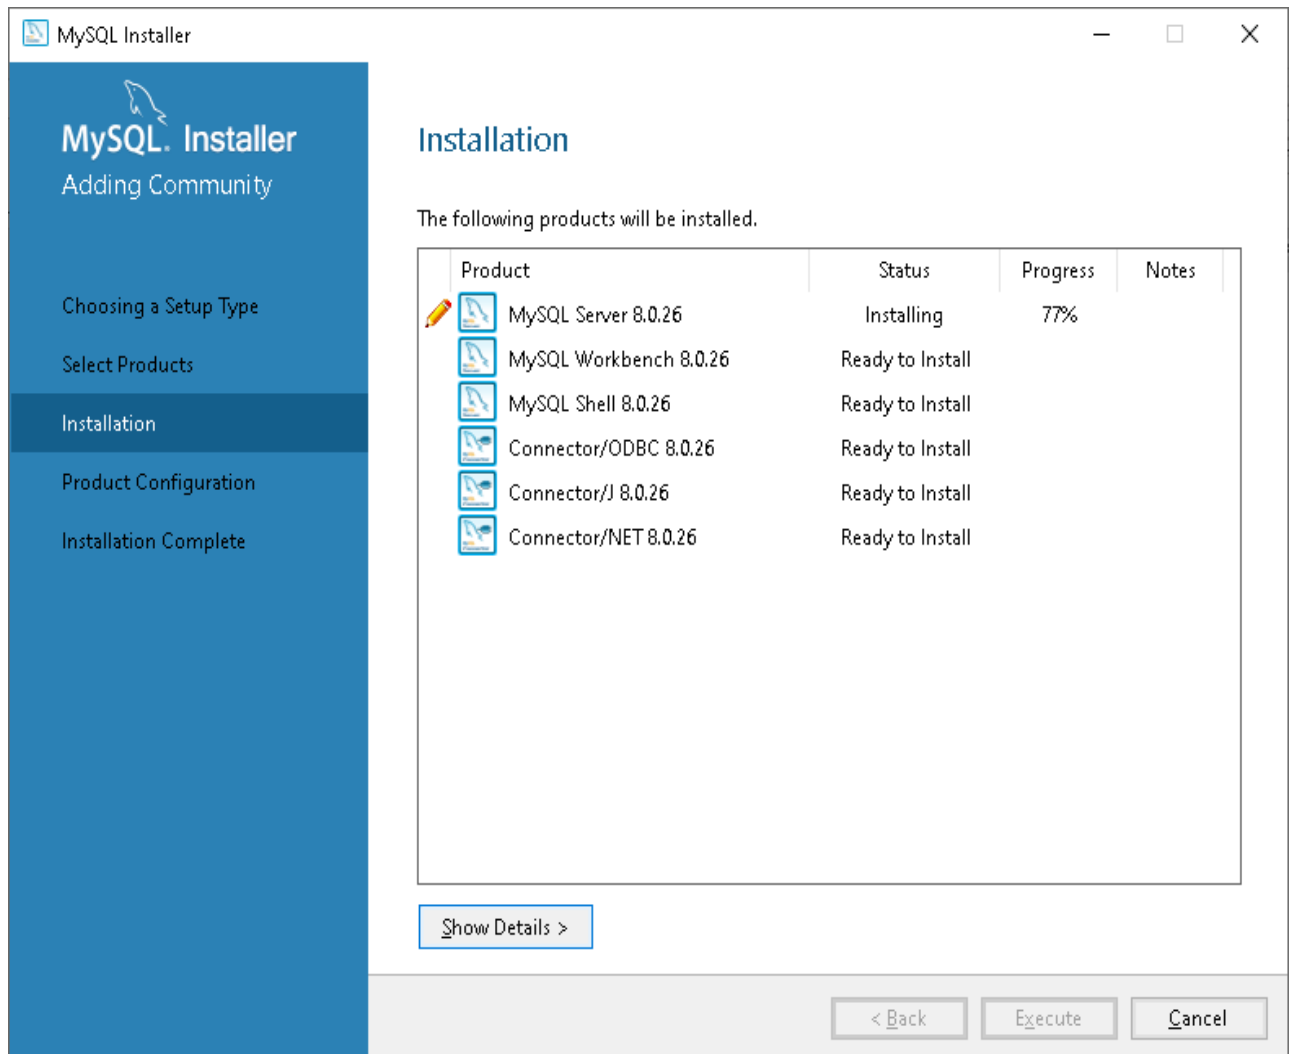 MySQL Installer
MySQL. Installer
Adding Community
Choosing a Setup Type
Select Products
Installation
Product Configuration
Installation Complete
Installation
The following products will be installed.
Product Status Progress Notes
MySQL Server 8.0.26 Installing 77%
MySQL Workbench 8.0.26 Ready to Install
MySQL Shell 8.0.26 Ready to Install
Connector/ODBC 8.0.26 Ready to Install
Connector/J 8.0.26 Ready to Install
Connector/NET 8.0.26 Ready to Install
Show Details >
< Back Execute Cancel